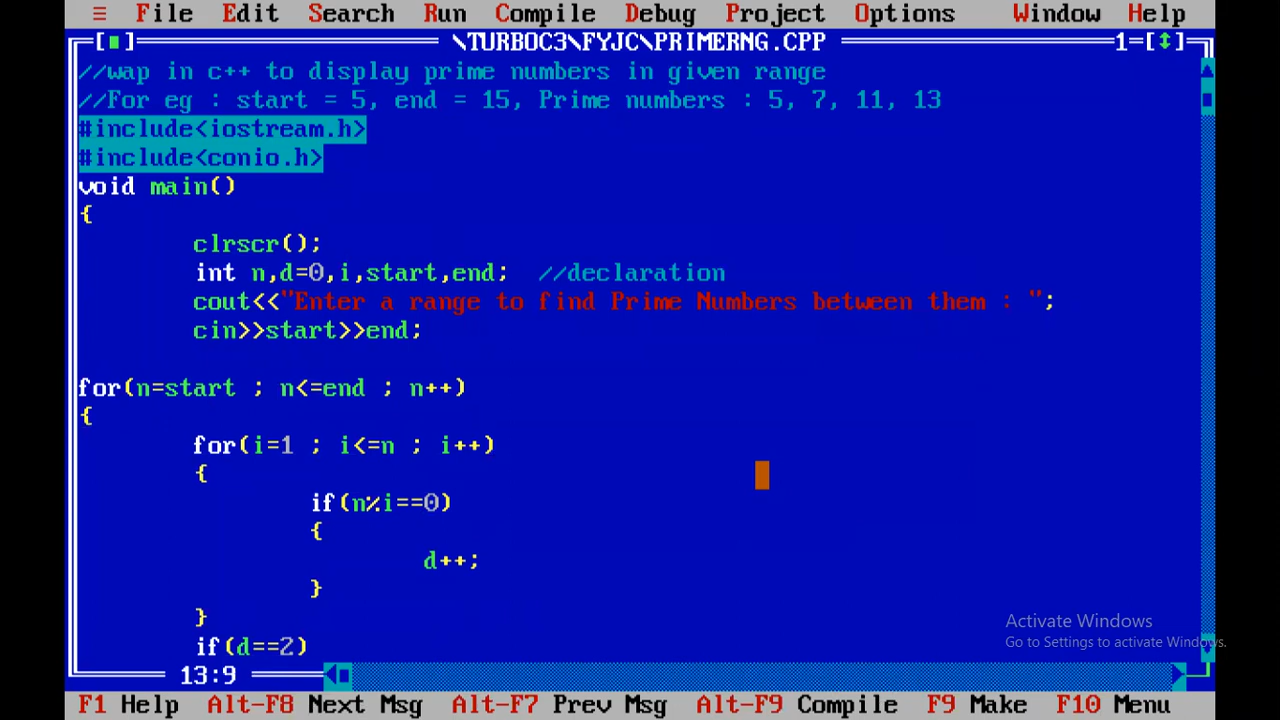 ≡ File Edit Search Run Compile Debug Project Options Window Help
[■] \TURBOC3\FYJC\PRIMERNG.CPP 1=[↕]
//wap in c++ to display prime numbers in given range
//For eg : start = 5, end = 15, Prime numbers : 5, 7, 11, 13
#include<iostream.h>
#include<conio.h>
void main()
{
clrscr();
int n,d=0,i,start,end; //declaration
cout<<"Enter a range to find Prime Numbers between them : ";
cin>>start>>end;
for(n=start ; n<=end ; n++)
{
for(i=1 ; i<=n ; i++)
{
if(n%i==0)
{
d++;
}
}
if(d==2)
Activate Windows
Go to Settings to activate Windows.
13:9
F1 Help Alt-F8 Next Msg Alt-F7 Prev Msg Alt-F9 Compile F9 Make F10 Menu